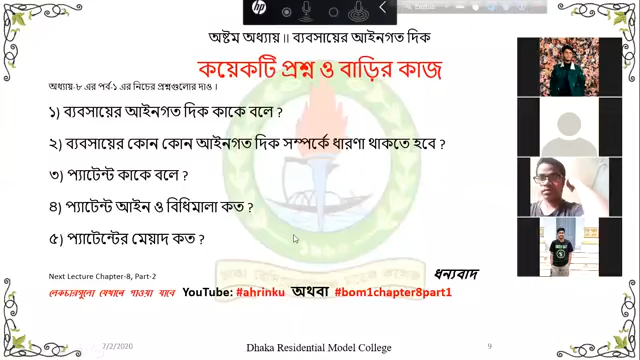 English
অষ্টম অধ্যায়॥ ব্যবসায়ের আইনগত দিক
কয়েকটি প্রশ্ন ও বাড়ির কাজ
অধ্যায়-৮ এর পর্ব-১ এর নিচের প্রশ্নগুলোর দাও ।
১) ব্যবসায়ের আইনগত দিক কাকে বলে ?
২) ব্যবসায়ের কোন কোন আইনগত দিক সম্পর্কে ধারণা থাকতে হবে ?
৩) প্যাটেন্ট কাকে বলে ?
৪) প্যাটেন্ট আইন ও বিধিমালা কত ?
৫) প্যাটেন্টের মেয়াদ কত ?
Next Lecture Chapter-8, Part-2
ধন্যবাদ
লেকচারগুলো যেখানে পাওয়া যাবে YouTube: #ahrinku অথবা #bom1chapter8part1
7/2/2020
Dhaka Residential Model College
9